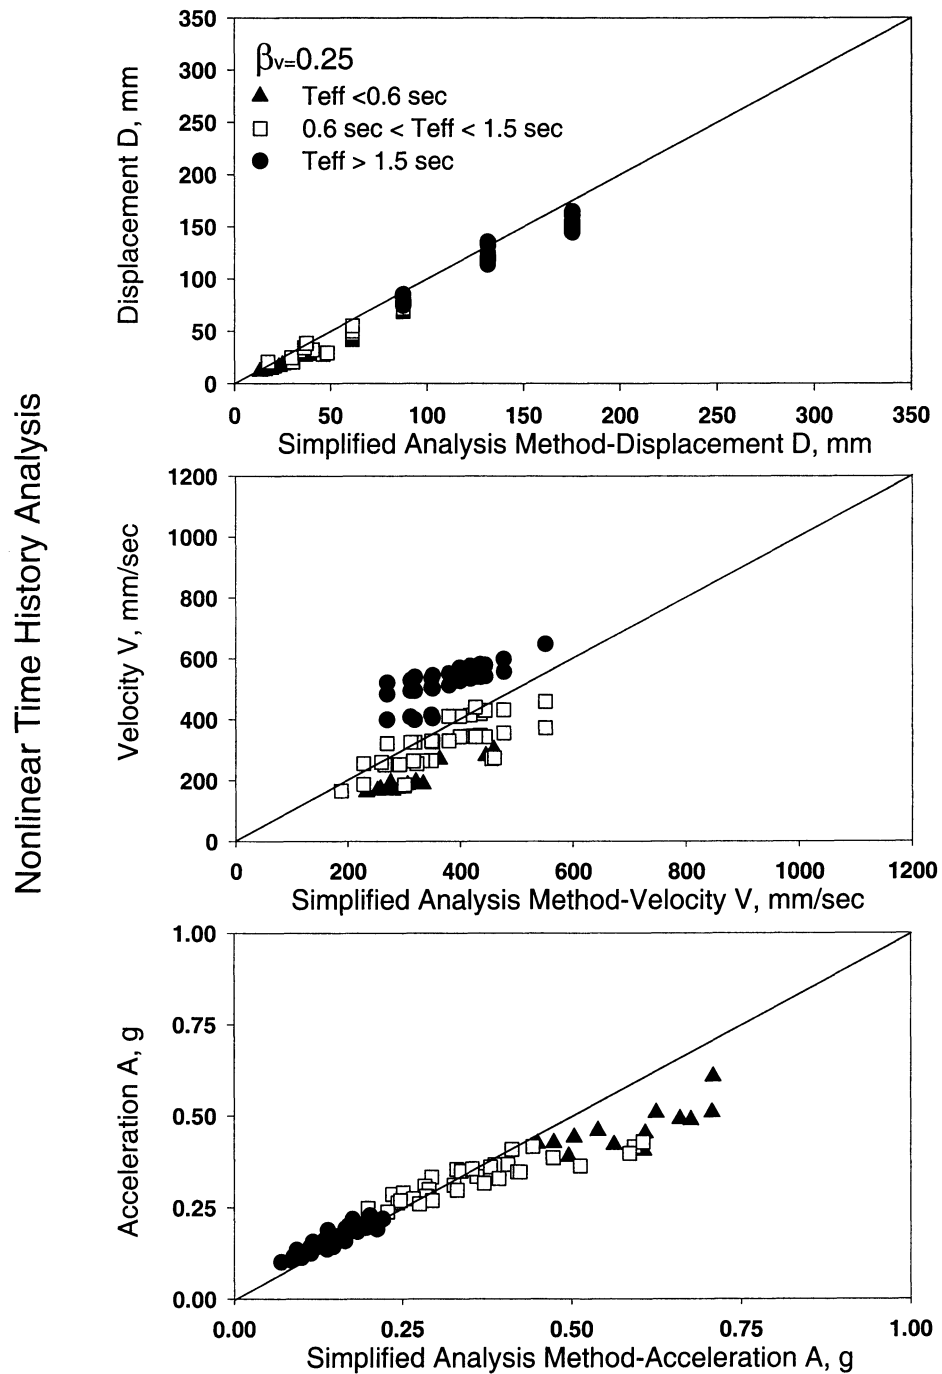 Nonlinear Time History Analysis
Displacement D, mm
350
300
250
200
150
100
50
0
βv=0.25
Teff <0.6 sec
0.6 sec < Teff < 1.5 sec
Teff > 1.5 sec
0 50 100 150 200 250 300 350
Simplified Analysis Method-Displacement D, mm
Velocity V, mm/sec
1200
1000
800
600
400
200
0
0 200 400 600 800 1000 1200
Simplified Analysis Method-Velocity V, mm/sec
Acceleration A, g
1.00
0.75
0.50
0.25
0.00
0.00 0.25 0.50 0.75 1.00
Simplified Analysis Method-Acceleration A, g